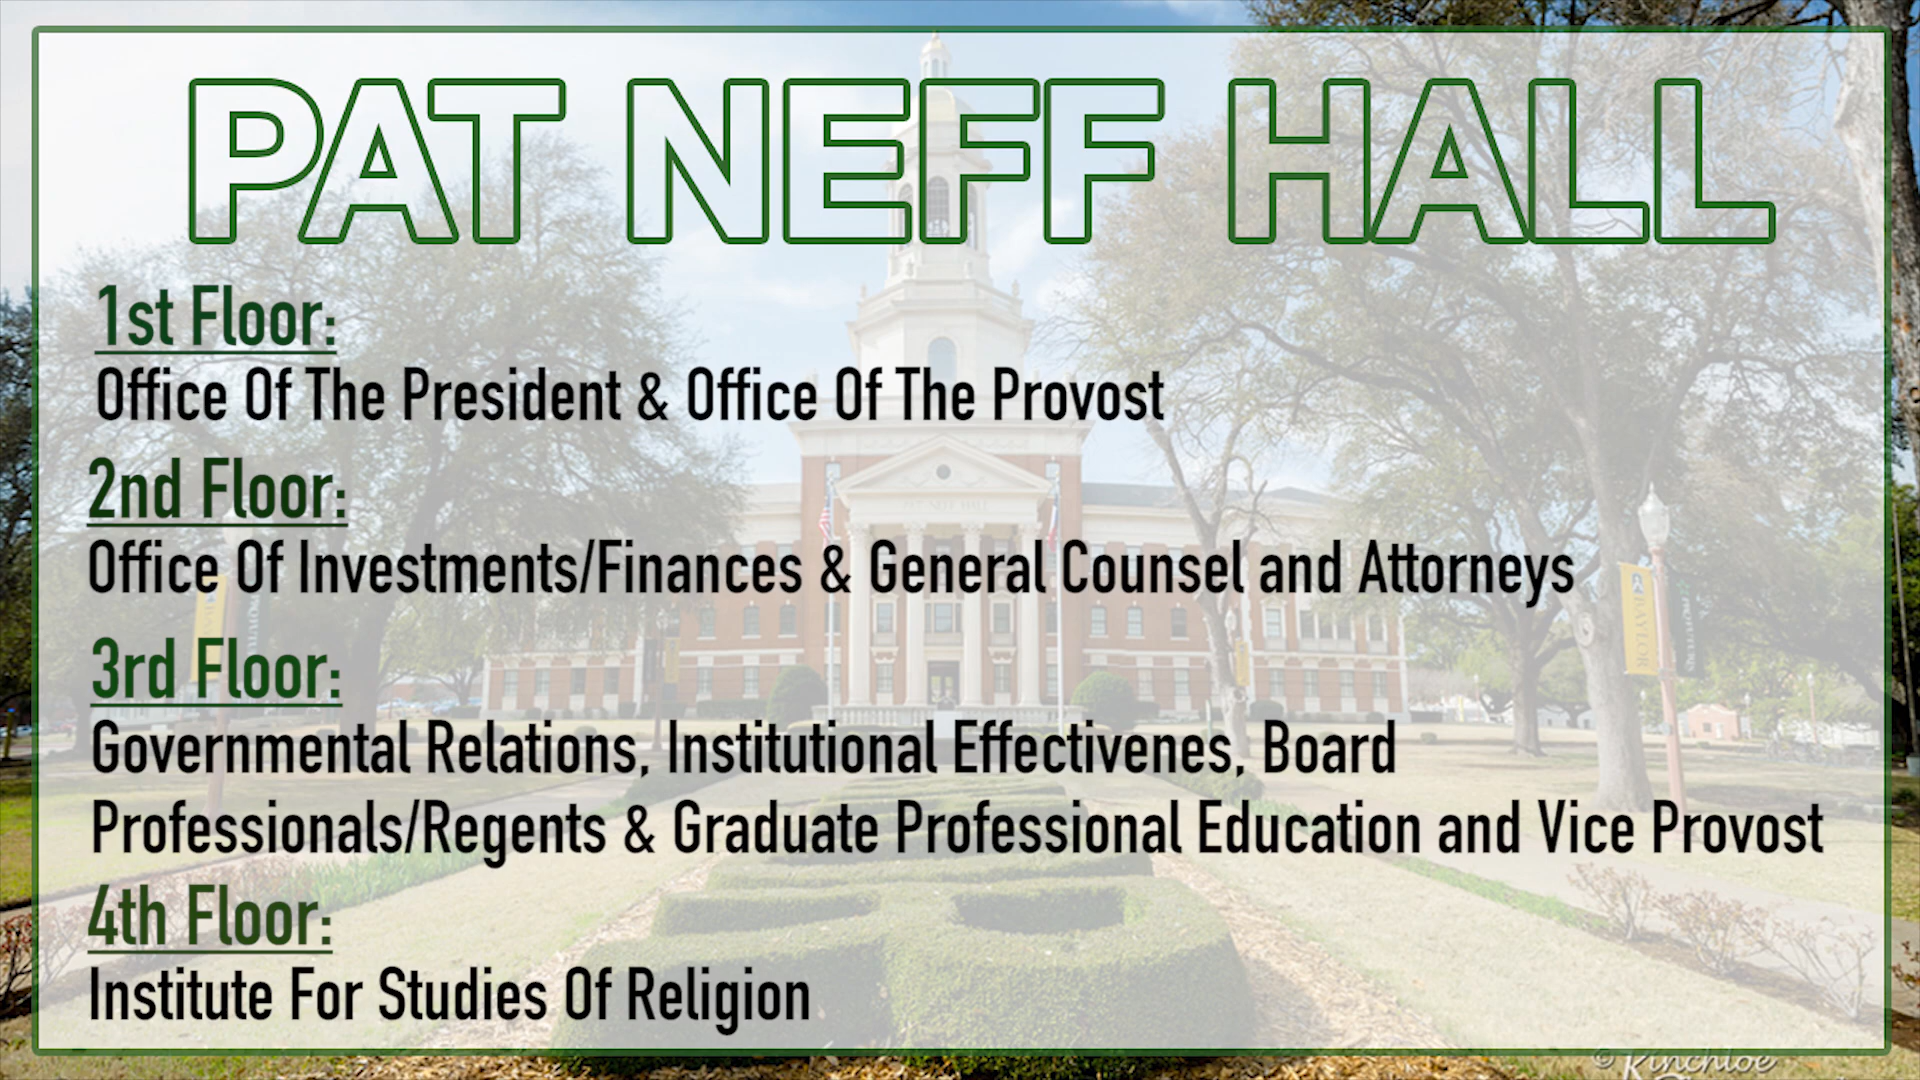 PAT NEFF HALL
1st Floor:
Office Of The President & Office Of The Provost
2nd Floor:
Office Of Investments/Finances & General Counsel and Attorneys
3rd Floor:
Governmental Relations, Institutional Effectivenes, Board
Professionals/Regents & Graduate Professional Education and Vice Provost
4th Floor:
Institute For Studies Of Religion
BAYLOR
© Kinchloe